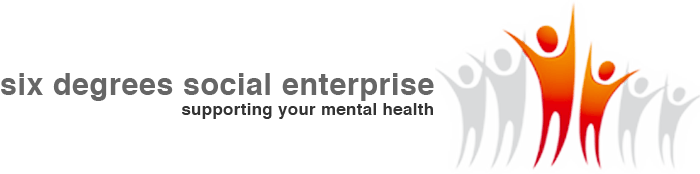 six degrees social enterprise
supporting your mental health